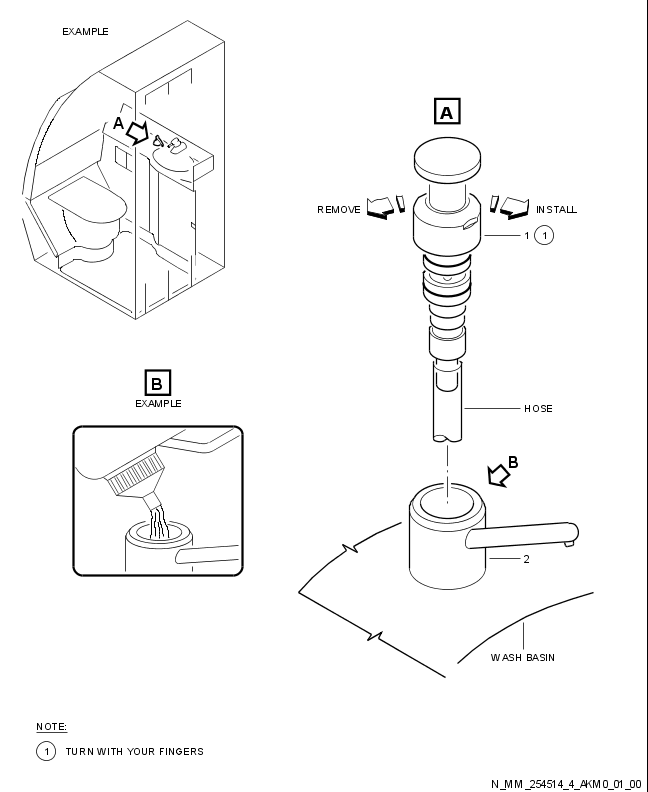 EXAMPLE
A
A
REMOVE
INSTALL
1 1
B
EXAMPLE
HOSE
B
2
WASH BASIN
NOTE:
1 TURN WITH YOUR FINGERS
N_MM_254514_4_AKM0_01_00